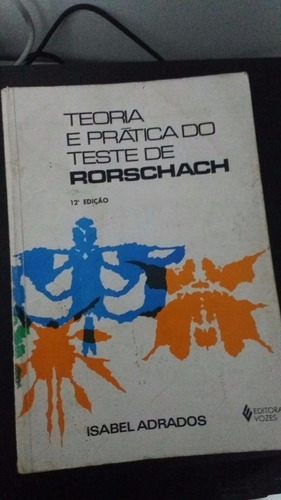 TEORIA
E PRÁTICA DO
TESTE DE
RORSCHACH
12ª EDIÇÃO
ISABEL ADRADOS
EDITORA
VOZES